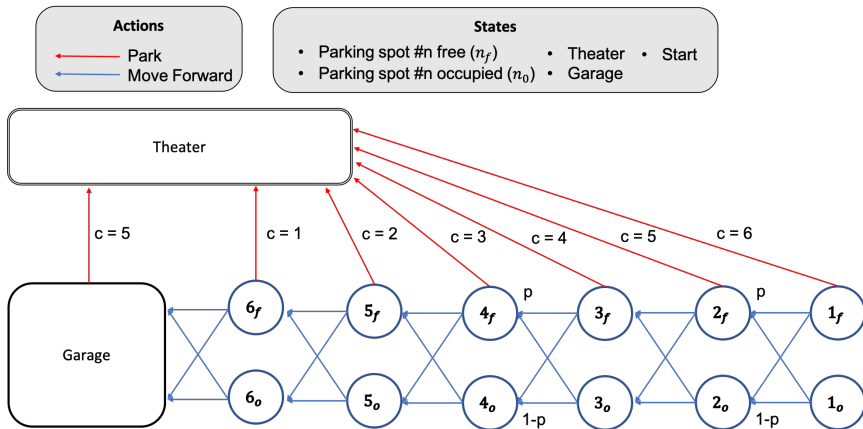 Actions
Park
Move Forward
States
• Parking spot #n free (n_f) • Theater • Start
• Parking spot #n occupied (n_0) • Garage
Theater
c = 5
c = 1
c = 2
c = 3
c = 4
c = 5
c = 6
p
p
6_f
5_f
4_f
3_f
2_f
1_f
Garage
6_o
5_o
4_o
3_o
2_o
1_o
1-p
1-p